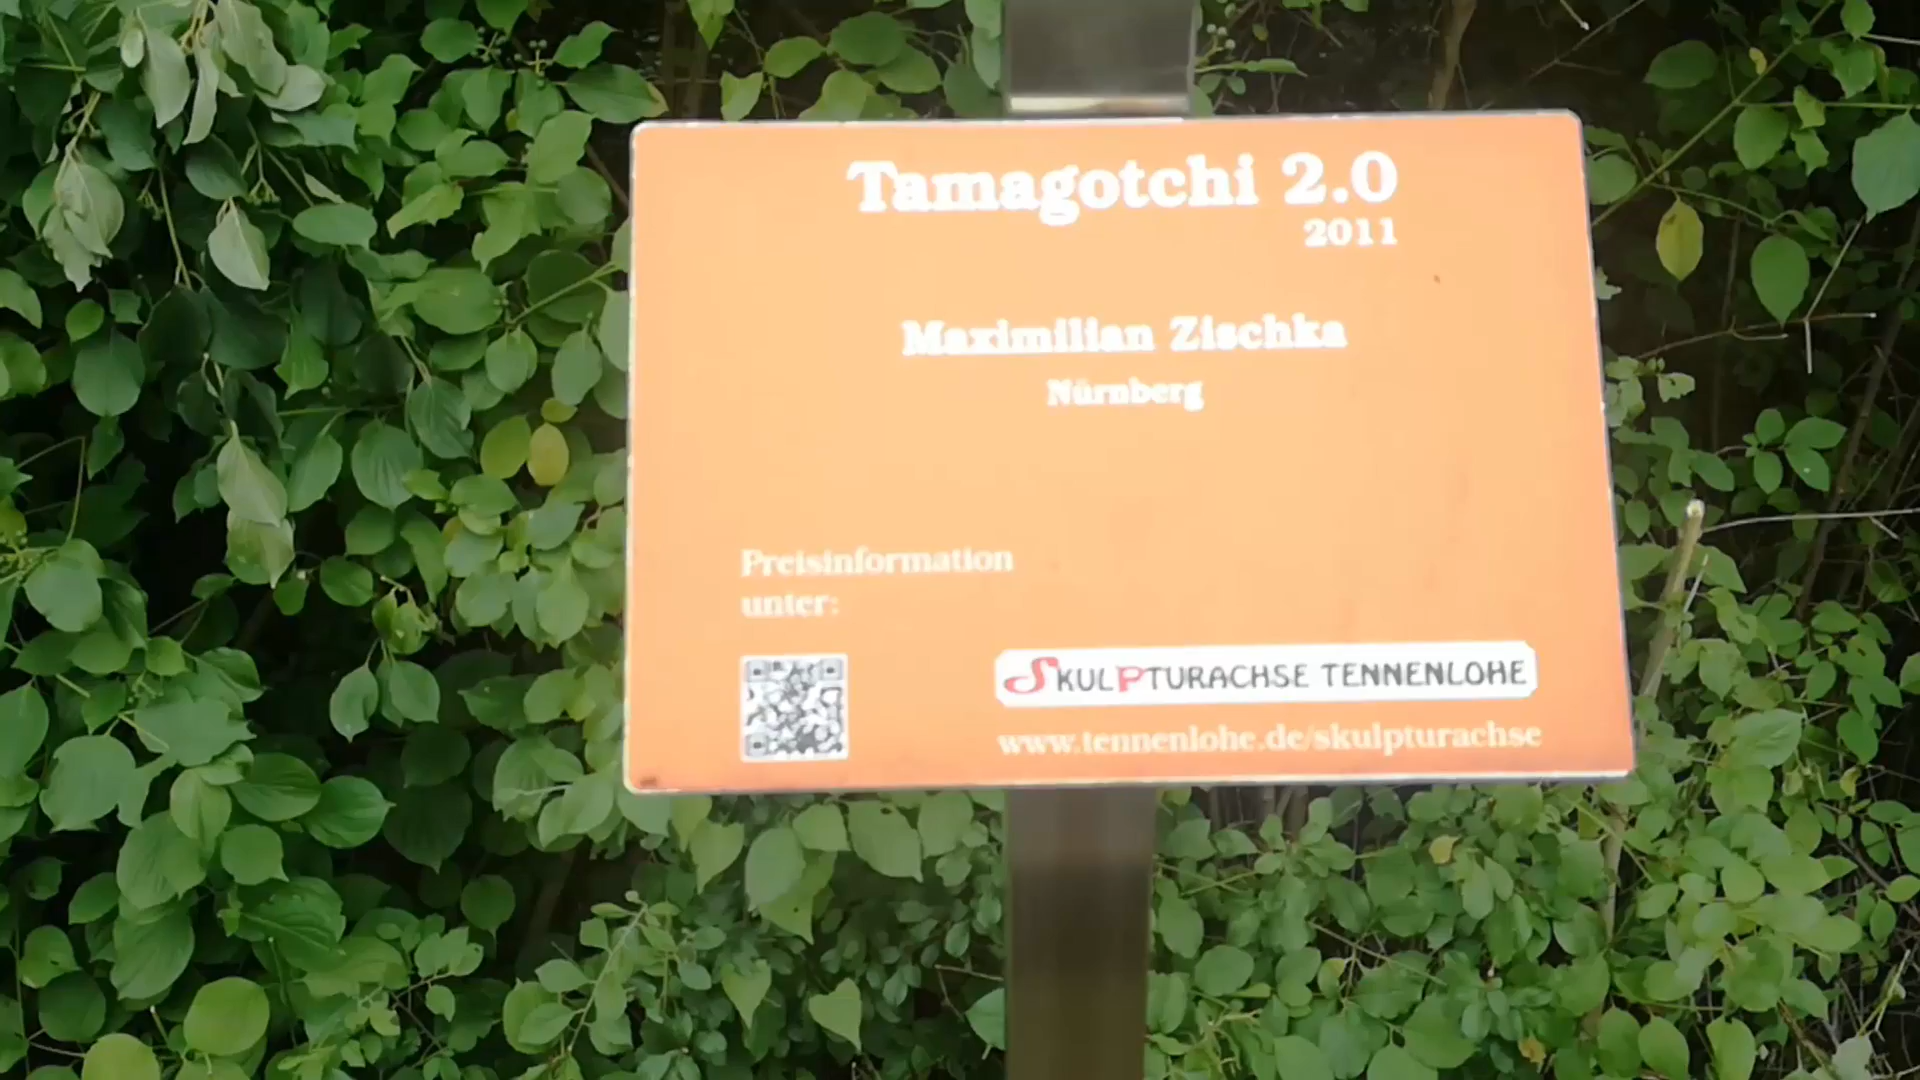 Tamagotchi 2.0
2011
Maximilian Zischka
Nürnberg
Preisinformation
unter:
SKULPTURACHSE TENNENLOHE
www.tennenlohe.de/skulpturachse